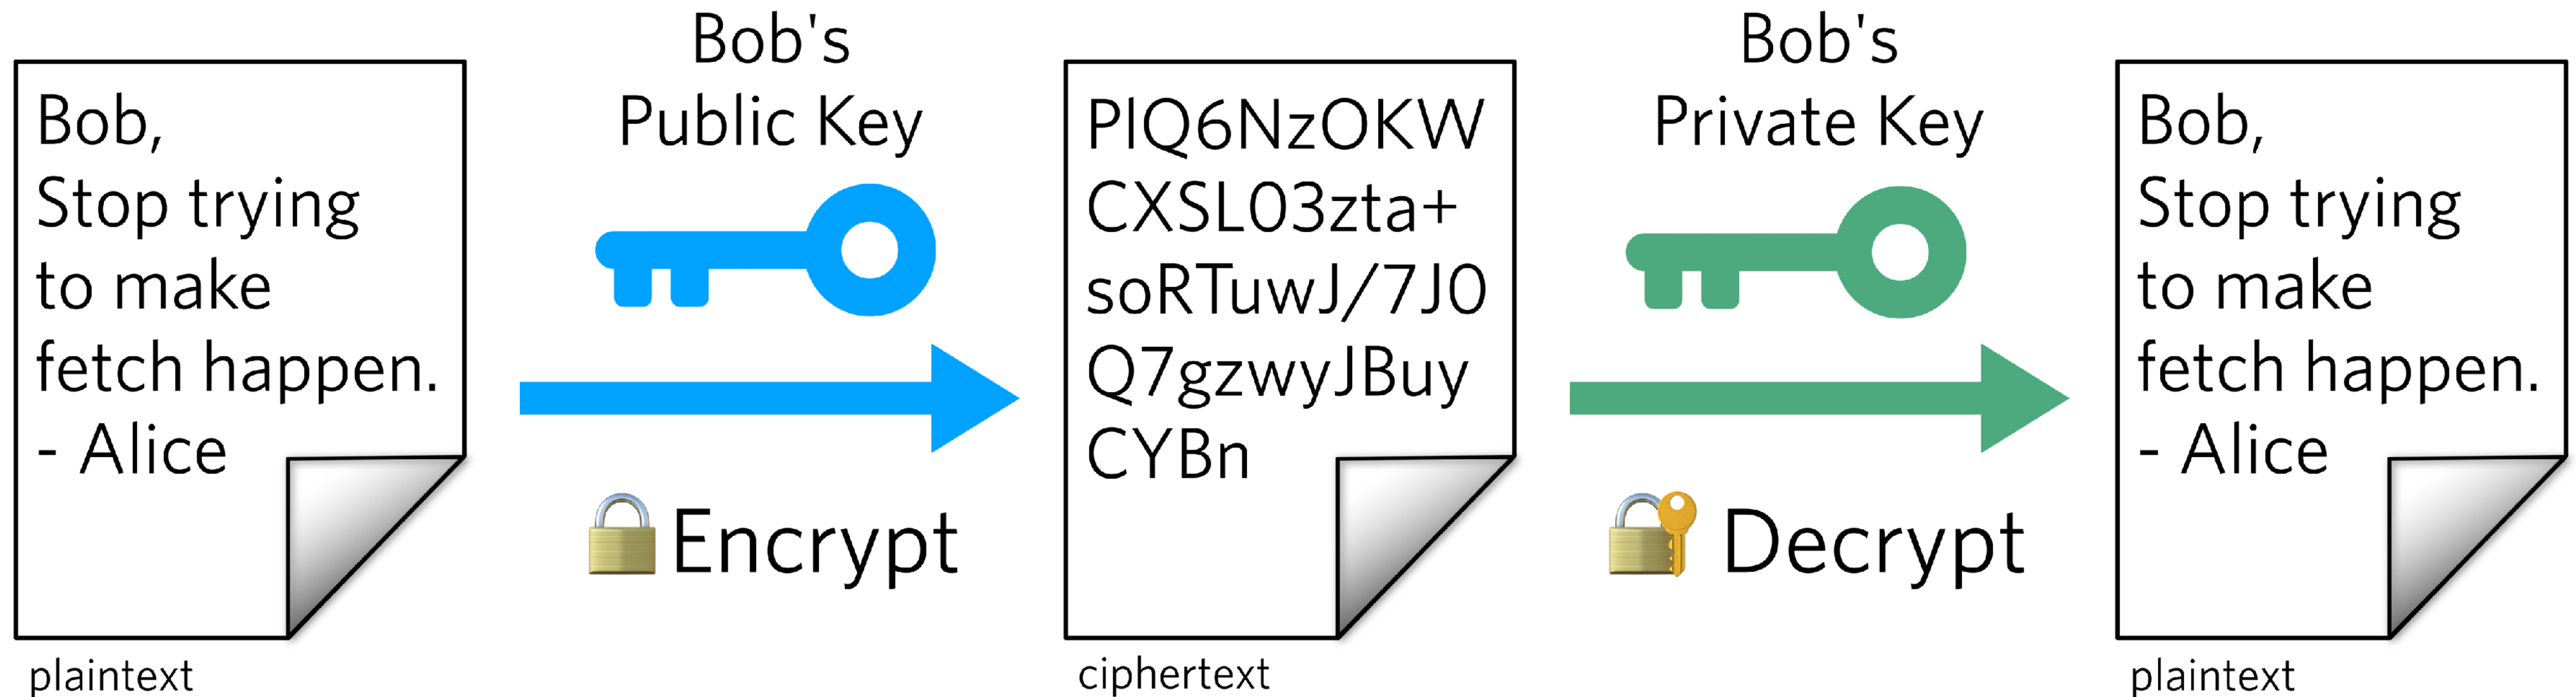 Bob,
Stop trying
to make
fetch happen.
- Alice
plaintext
Bob's
Public Key
Encrypt
PlQ6NzOKW
CXSL03zta+
soRTuwJ/7J0
Q7gzwyJBuy
CYBn
ciphertext
Bob's
Private Key
Decrypt
Bob,
Stop trying
to make
fetch happen.
- Alice
plaintext